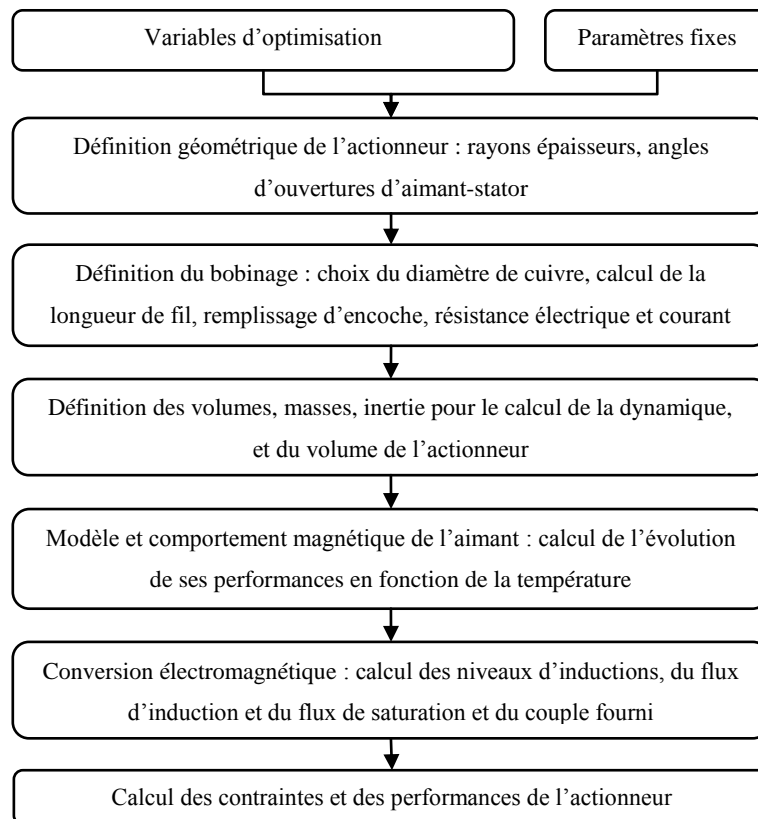 Variables d’optimisation
Paramètres fixes
Définition géométrique de l’actionneur : rayons épaisseurs, angles
d’ouvertures d’aimant-stator
Définition du bobinage : choix du diamètre de cuivre, calcul de la
longueur de fil, remplissage d’encoche, résistance électrique et courant
Définition des volumes, masses, inertie pour le calcul de la dynamique,
et du volume de l’actionneur
Modèle et comportement magnétique de l’aimant : calcul de l’évolution
de ses performances en fonction de la température
Conversion électromagnétique : calcul des niveaux d’inductions, du flux
d’induction et du flux de saturation et du couple fourni
Calcul des contraintes et des performances de l’actionneur